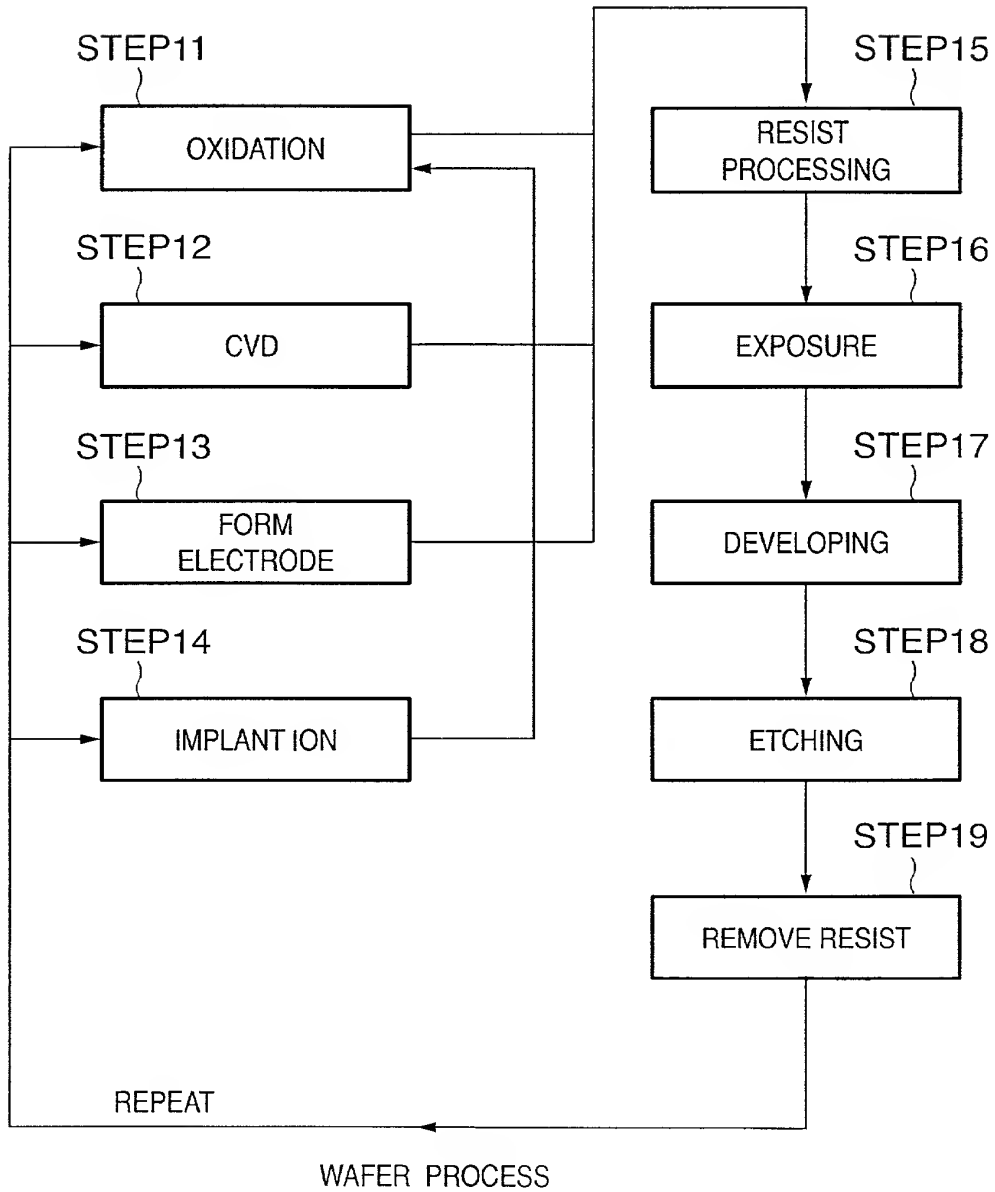 STEP11
OXIDATION
STEP12
CVD
STEP13
FORM
ELECTRODE
STEP14
IMPLANT ION
STEP15
RESIST
PROCESSING
STEP16
EXPOSURE
STEP17
DEVELOPING
STEP18
ETCHING
STEP19
REMOVE RESIST
REPEAT
WAFER PROCESS